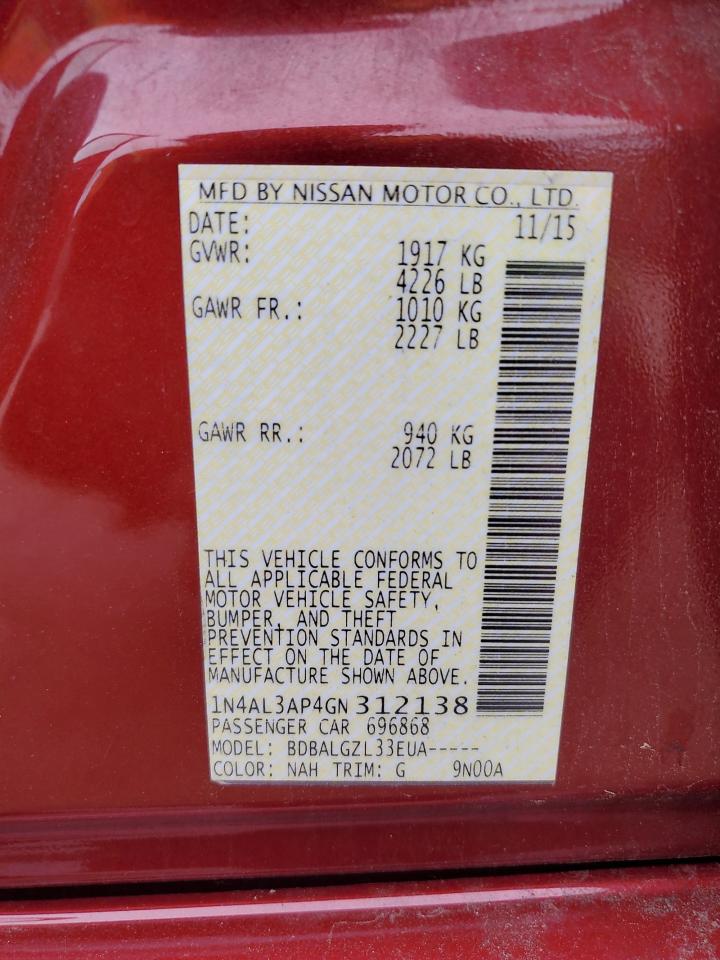 MFD BY NISSAN MOTOR CO., LTD.
DATE: 11/15
GVWR: 1917 KG
4226 LB
GAWR FR.: 1010 KG
2227 LB
GAWR RR.: 940 KG
2072 LB
THIS VEHICLE CONFORMS TO
ALL APPLICABLE FEDERAL
MOTOR VEHICLE SAFETY,
BUMPER, AND THEFT
PREVENTION STANDARDS IN
EFFECT ON THE DATE OF
MANUFACTURE SHOWN ABOVE.
1N4AL3AP4GN312138
PASSENGER CAR 696868
MODEL: BDBALGZL33EUA-----
COLOR: NAH TRIM: G 9N00A